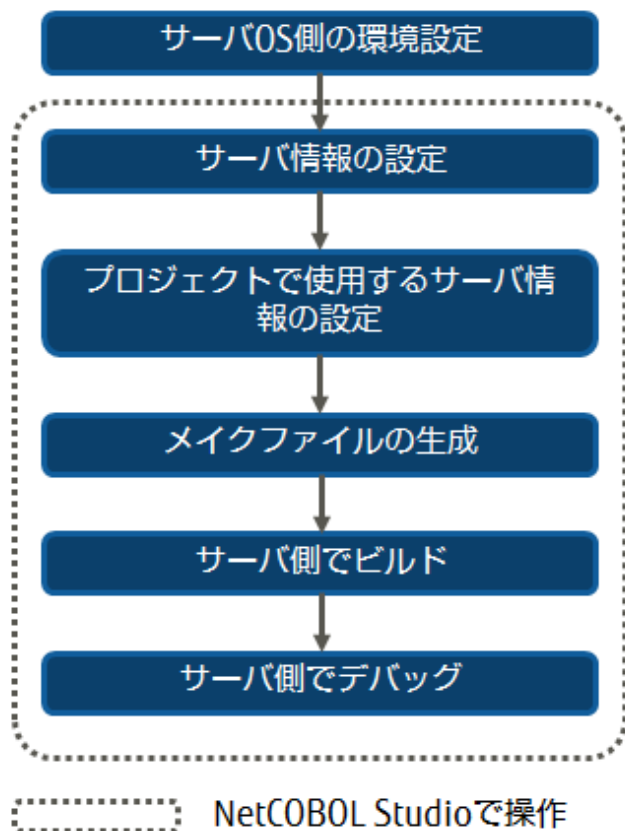 サーバOS側の環境設定
サーバ情報の設定
プロジェクトで使用するサーバ情
報の設定
メイクファイルの生成
サーバ側でビルド
サーバ側でデバッグ
NetCOBOL Studioで操作